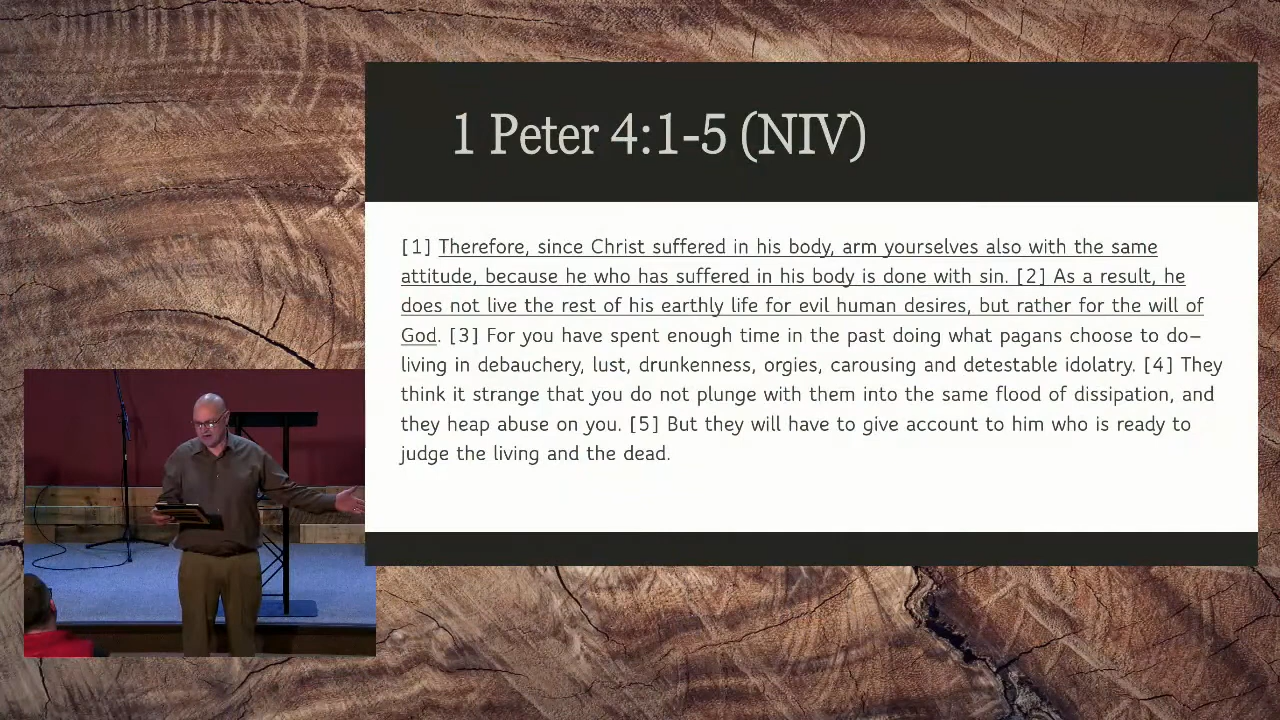 1 Peter 4:1-5 (NIV)
[1] Therefore, since Christ suffered in his body, arm yourselves also with the same
attitude, because he who has suffered in his body is done with sin. [2] As a result, he
does not live the rest of his earthly life for evil human desires, but rather for the will of
God. [3] For you have spent enough time in the past doing what pagans choose to do–
living in debauchery, lust, drunkenness, orgies, carousing and detestable idolatry. [4] They
think it strange that you do not plunge with them into the same flood of dissipation, and
they heap abuse on you. [5] But they will have to give account to him who is ready to
judge the living and the dead.